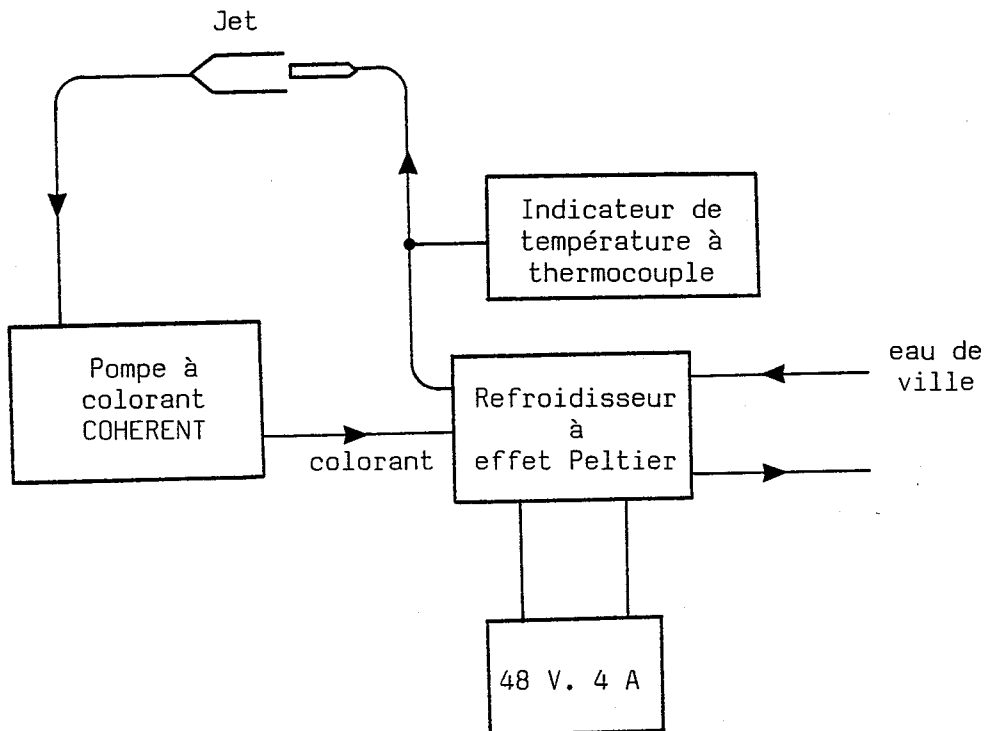 Jet
Indicateur de
température à
thermocouple
Pompe à
colorant
COHERENT
colorant
Refroidisseur
à
effet Peltier
eau de
ville
48 V. 4 A